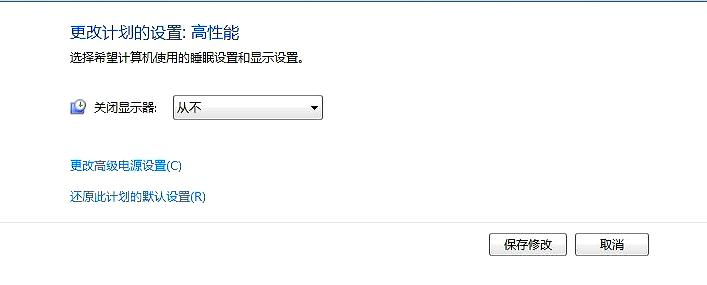 更改计划的设置: 高性能
选择希望计算机使用的睡眠设置和显示设置。
关闭显示器: 从不
更改高级电源设置(C)
还原此计划的默认设置(R)
保存修改 取消